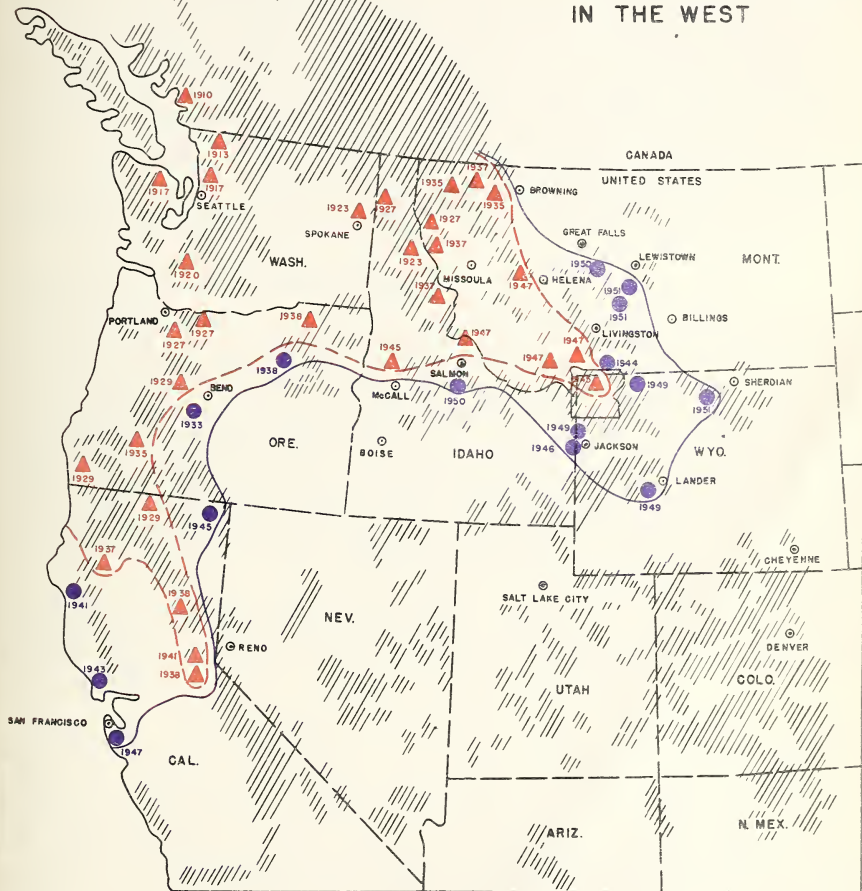 IN THE WEST
1910
1913
1917
1917
SEATTLE
1923
1927
SPOKANE
WASH.
1920
CANADA
UNITED STATES
1937
1935
1935
BROWNING
1927
1937
1923
MISSOULA
GREAT FALLS
LEWISTOWN
MONT.
1947
HELENA
1951
1951
1937
BILLINGS
LIVINGSTON
PORTLAND
1927
1927
1938
1947
1947
1947
1944
1945
SALMON
1938
McCALL
1950
1949
SHERDIAN
1951
1929
BEND
1933
ORE.
BOISE
IDAHO
1949
1946
JACKSON
WYO.
LANDER
1949
1935
1929
1929
1945
1937
1941
1938
NEV.
SALT LAKE CITY
CHEYENNE
DENVER
1941
1938
RENO
1943
SAN FRANCISCO
1947
CAL.
UTAH
COLO.
ARIZ.
N. MEX.